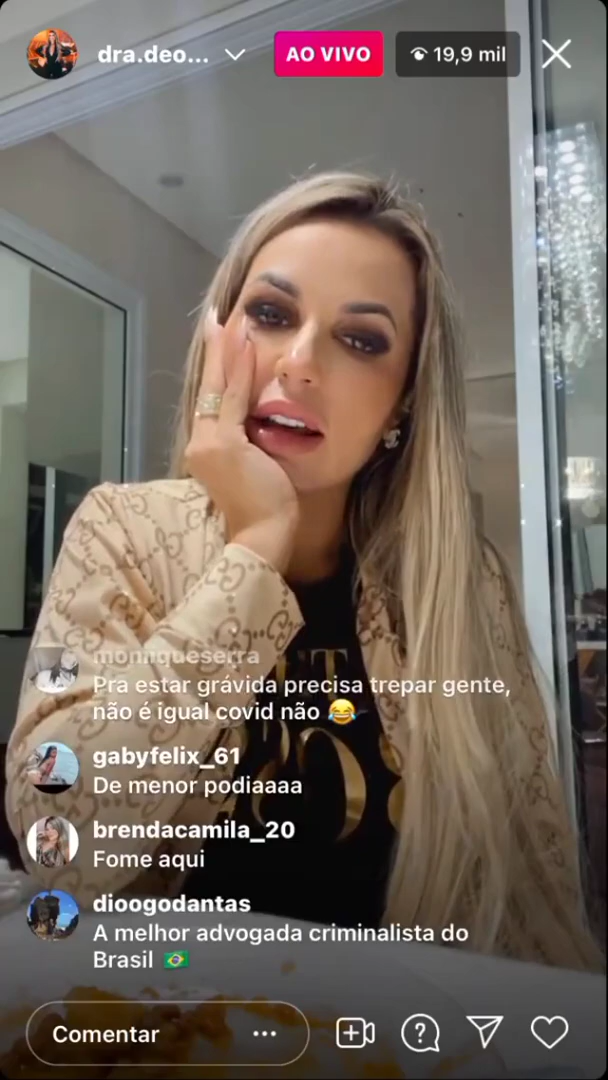 dra.deo...
AO VIVO
19,9 mil
moniqueserra
Pra estar grávida precisa trepar gente,
não é igual covid não 😂
gabyfelix_61
De menor podiaaaa
brendacamila_20
Fome aqui
dioogodantas
A melhor advogada criminalista do
Brasil 🇧🇷
Comentar
...